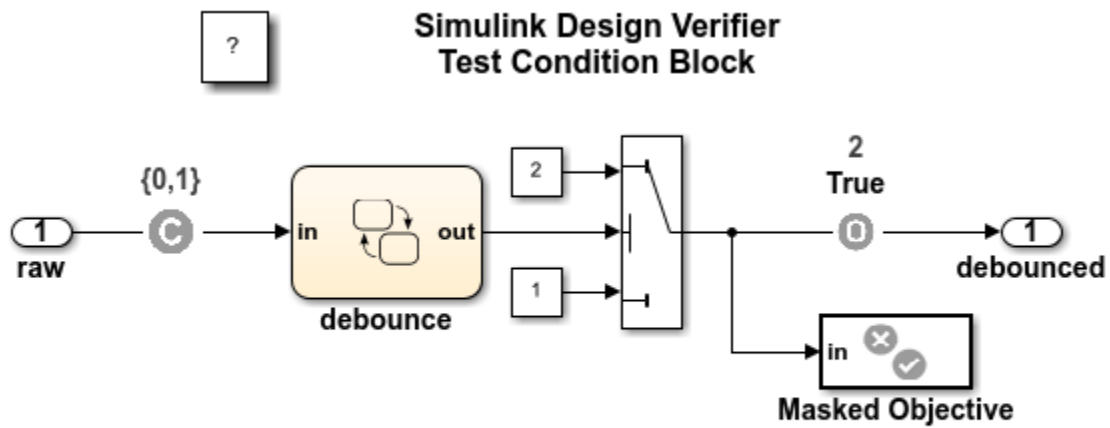 ?
Simulink Design Verifier
Test Condition Block
{0,1}
1
raw
C
in
out
debounce
2
1
2
True
O
1
debounced
in
Masked Objective